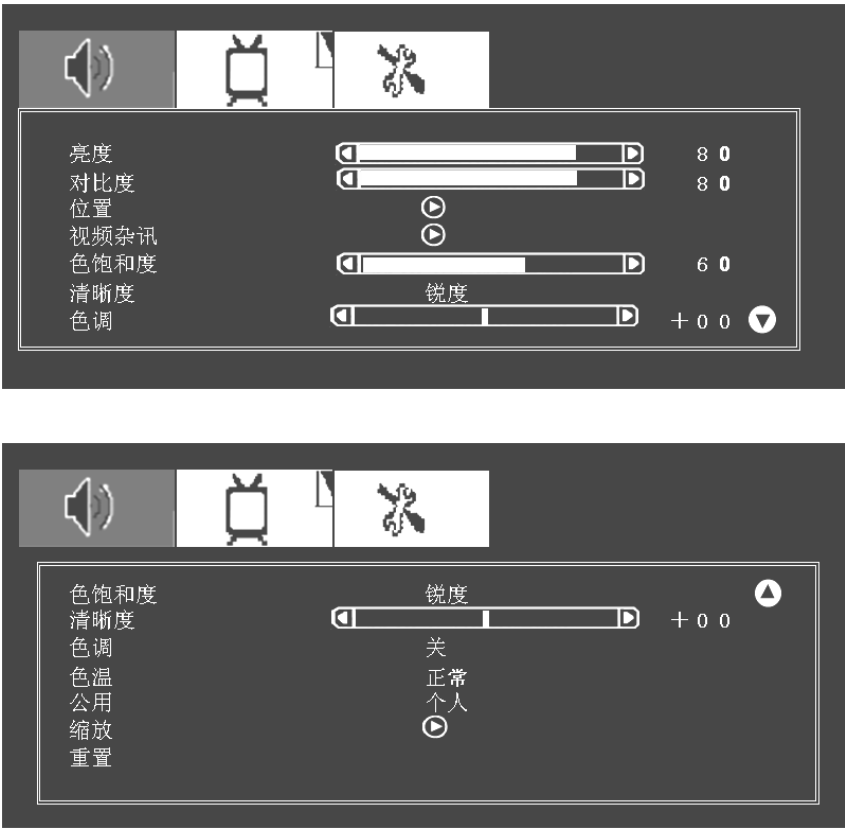 亮度 80
对比度 80
位置
视频杂讯
色饱和度 60
清晰度 锐度
色调 +00
色饱和度 锐度
清晰度 +00
色调 关
色温 正常
公用 个人
缩放
重置